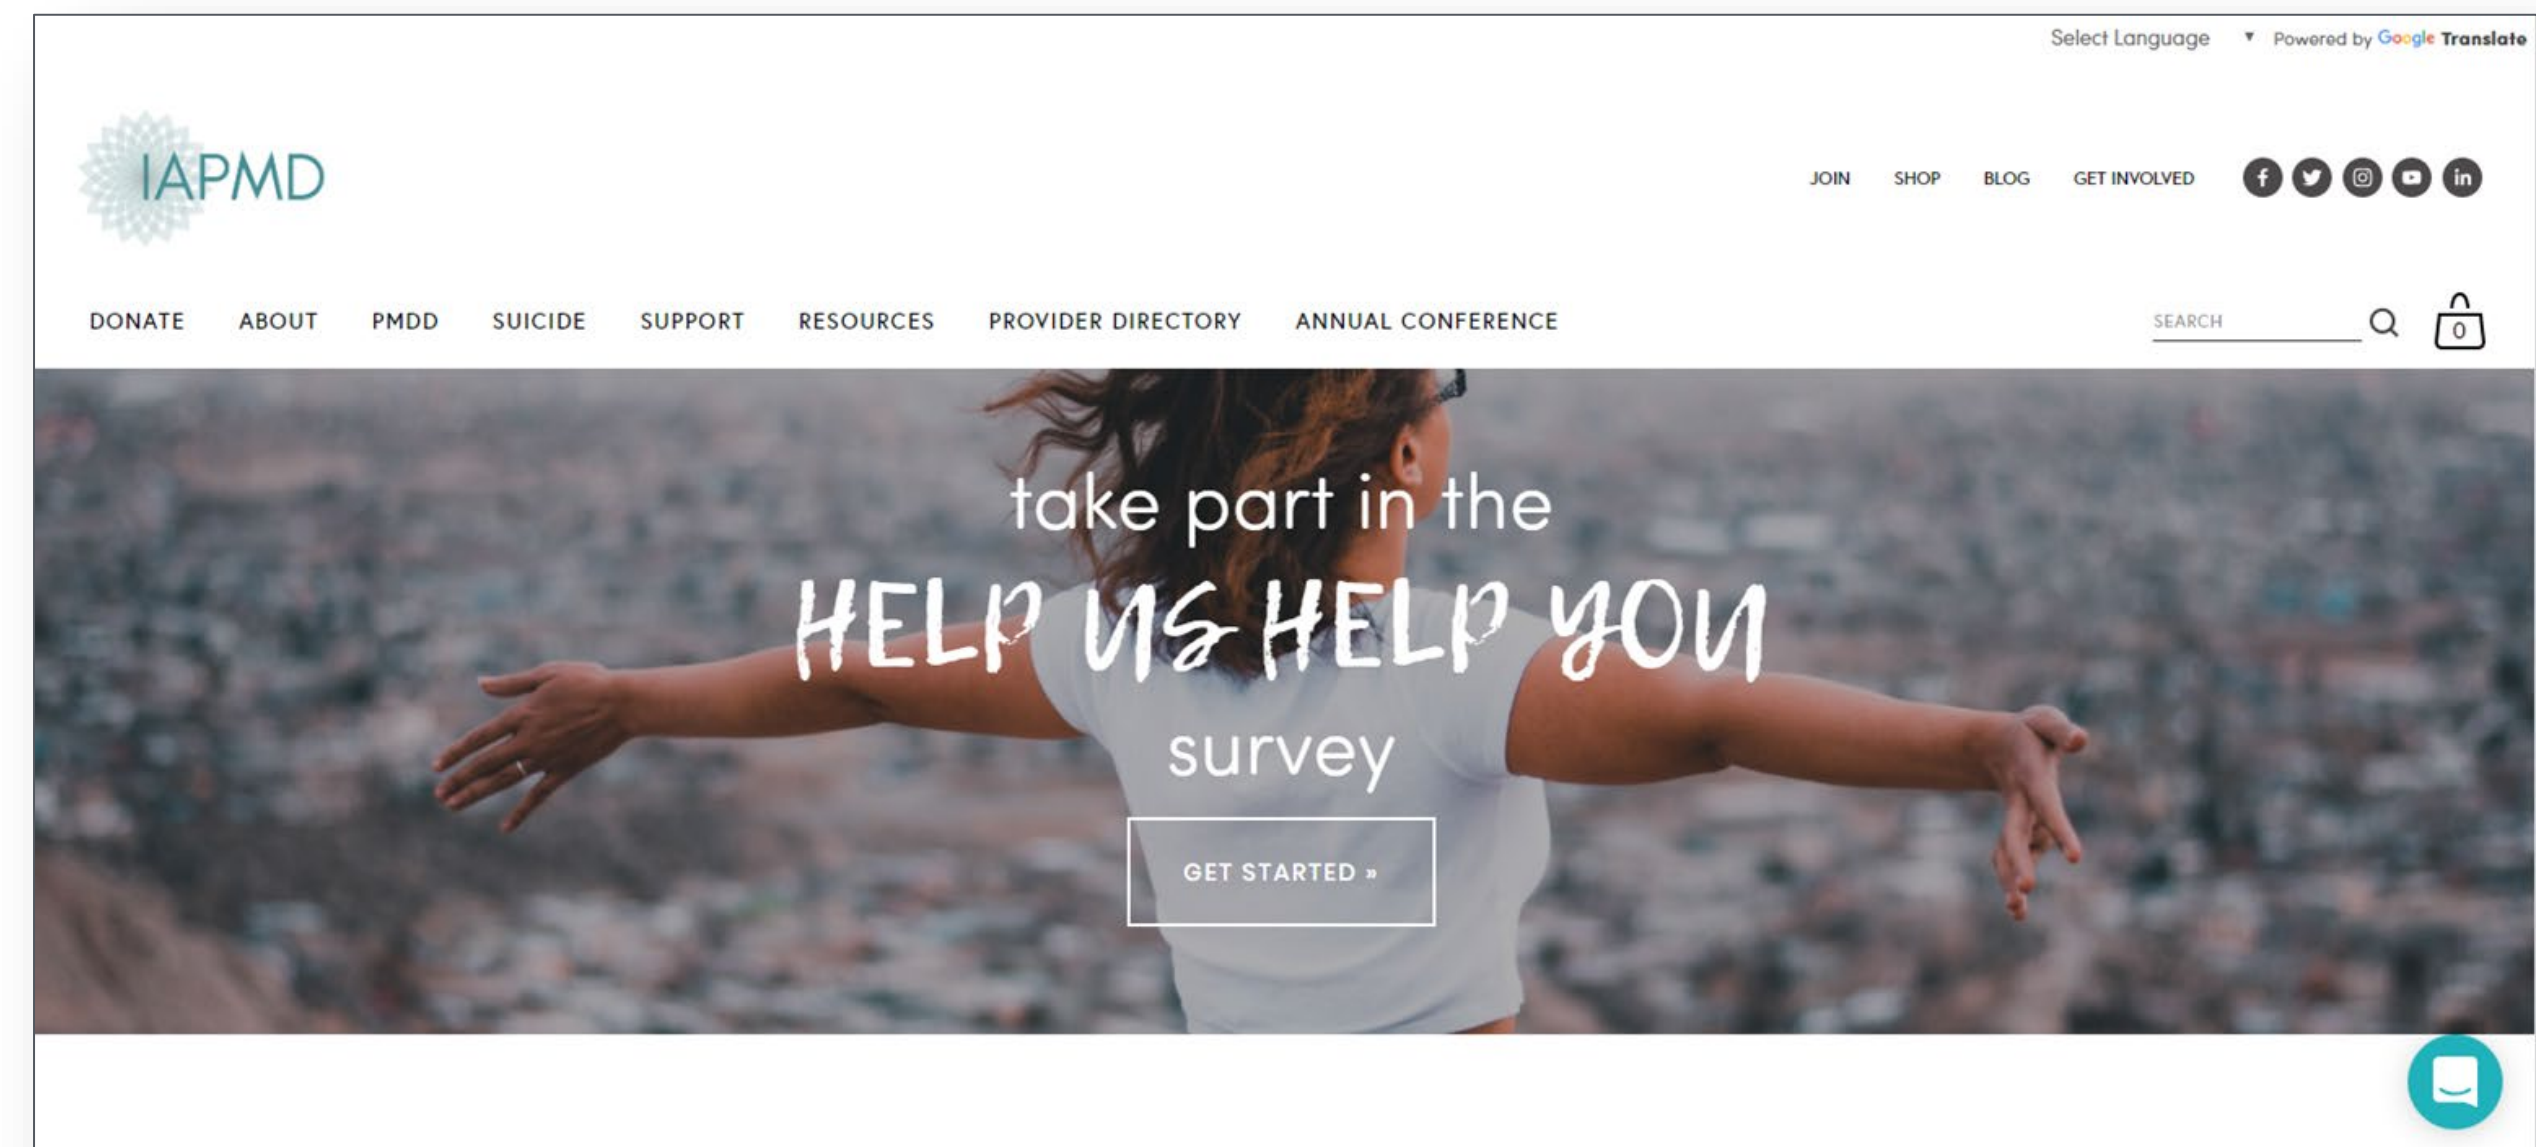 Select Language ▼ Powered by Google Translate
IAPMD
JOIN SHOP BLOG GET INVOLVED
DONATE ABOUT PMDD SUICIDE SUPPORT RESOURCES PROVIDER DIRECTORY ANNUAL CONFERENCE SEARCH 0
take part in the
HELP US HELP YOU
survey
GET STARTED »